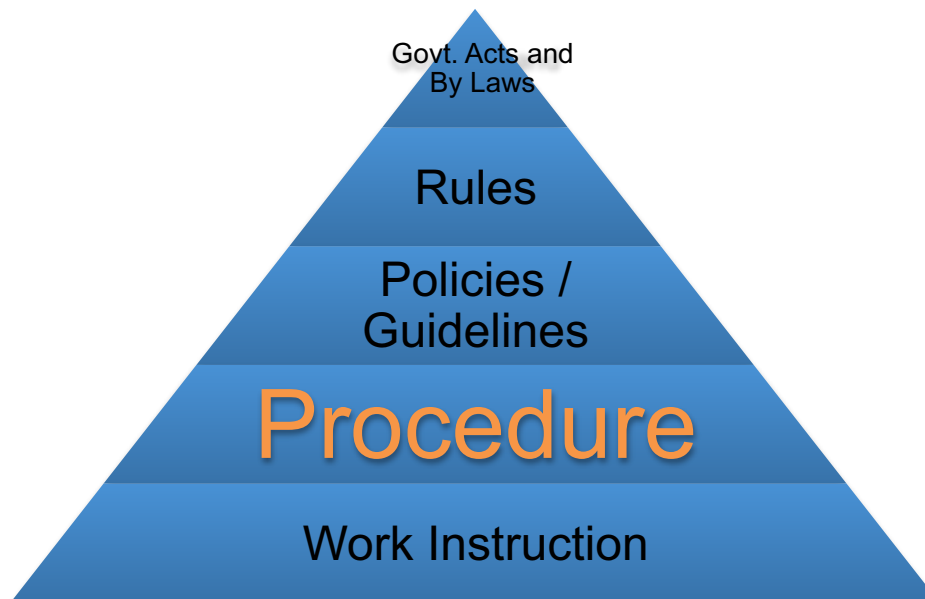 Govt. Acts and
By Laws
Rules
Policies /
Guidelines
Procedure
Work Instruction